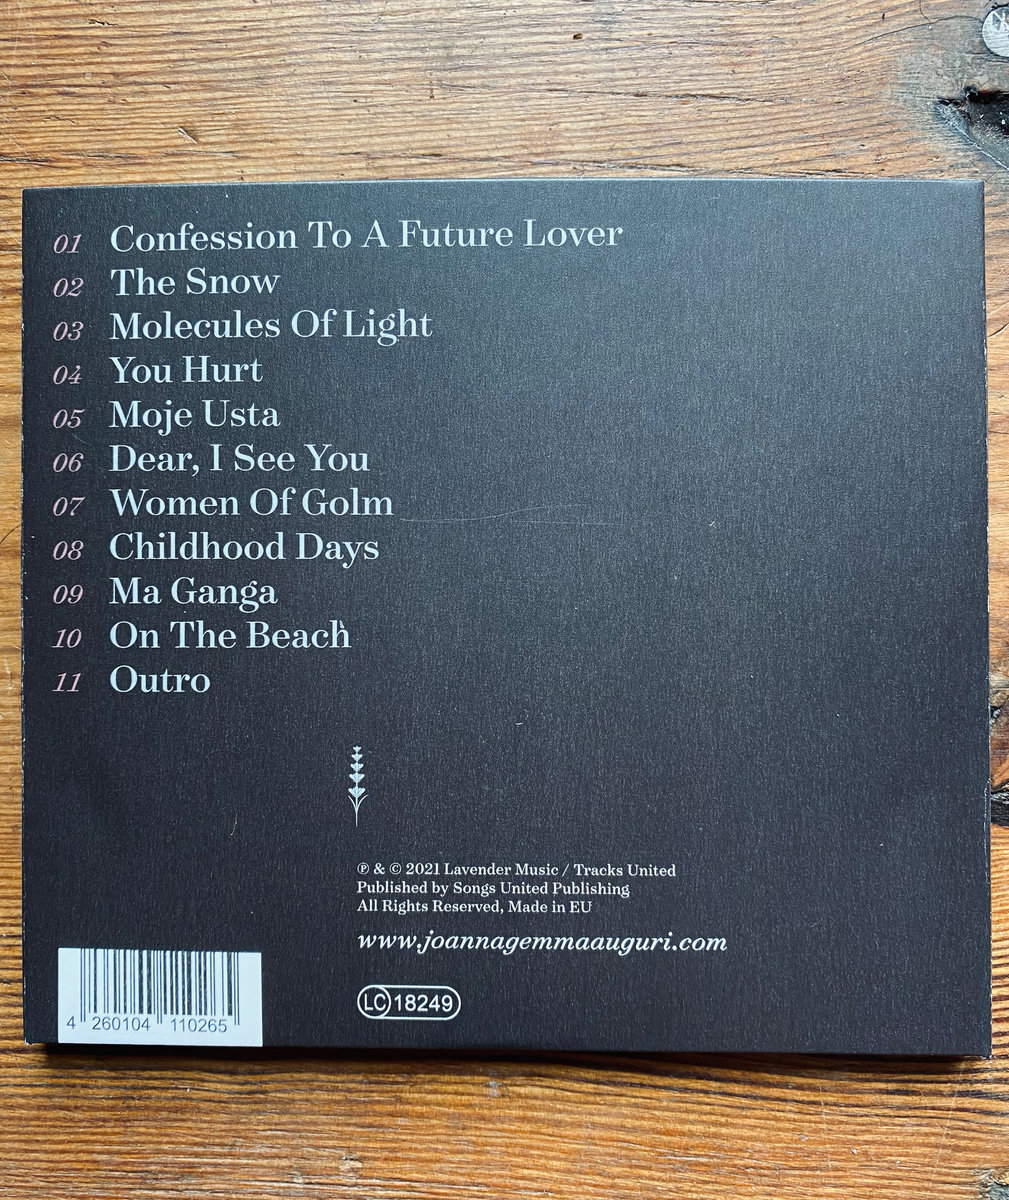 01 Confession To A Future Lover
02 The Snow
03 Molecules Of Light
04 You Hurt
05 Moje Usta
06 Dear, I See You
07 Women Of Golm
08 Childhood Days
09 Ma Ganga
10 On The Beach
11 Outro
℗ & © 2021 Lavender Music / Tracks United
Published by Songs United Publishing
All Rights Reserved, Made in EU
www.joannagemmaauguri.com
LC 18249
4 260104 110265